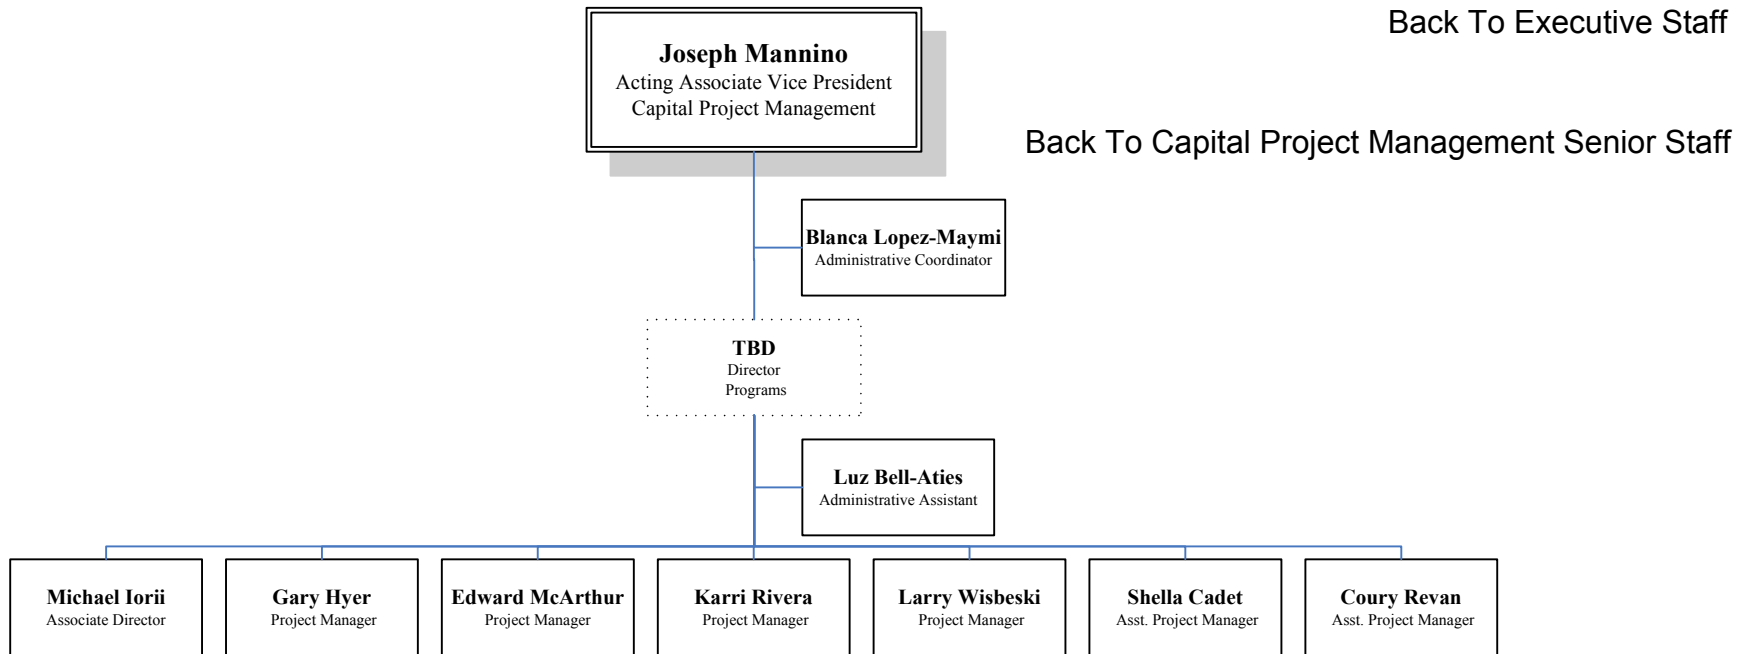 Back To Executive Staff
Joseph Mannino
Acting Associate Vice President
Capital Project Management
Back To Capital Project Management Senior Staff
Blanca Lopez-Maymi
Administrative Coordinator
TBD
Director
Programs
Luz Bell-Aties
Administrative Assistant
Michael Iorii
Associate Director
Gary Hyer
Project Manager
Edward McArthur
Project Manager
Karri Rivera
Project Manager
Larry Wisbeski
Project Manager
Shella Cadet
Asst. Project Manager
Coury Revan
Asst. Project Manager